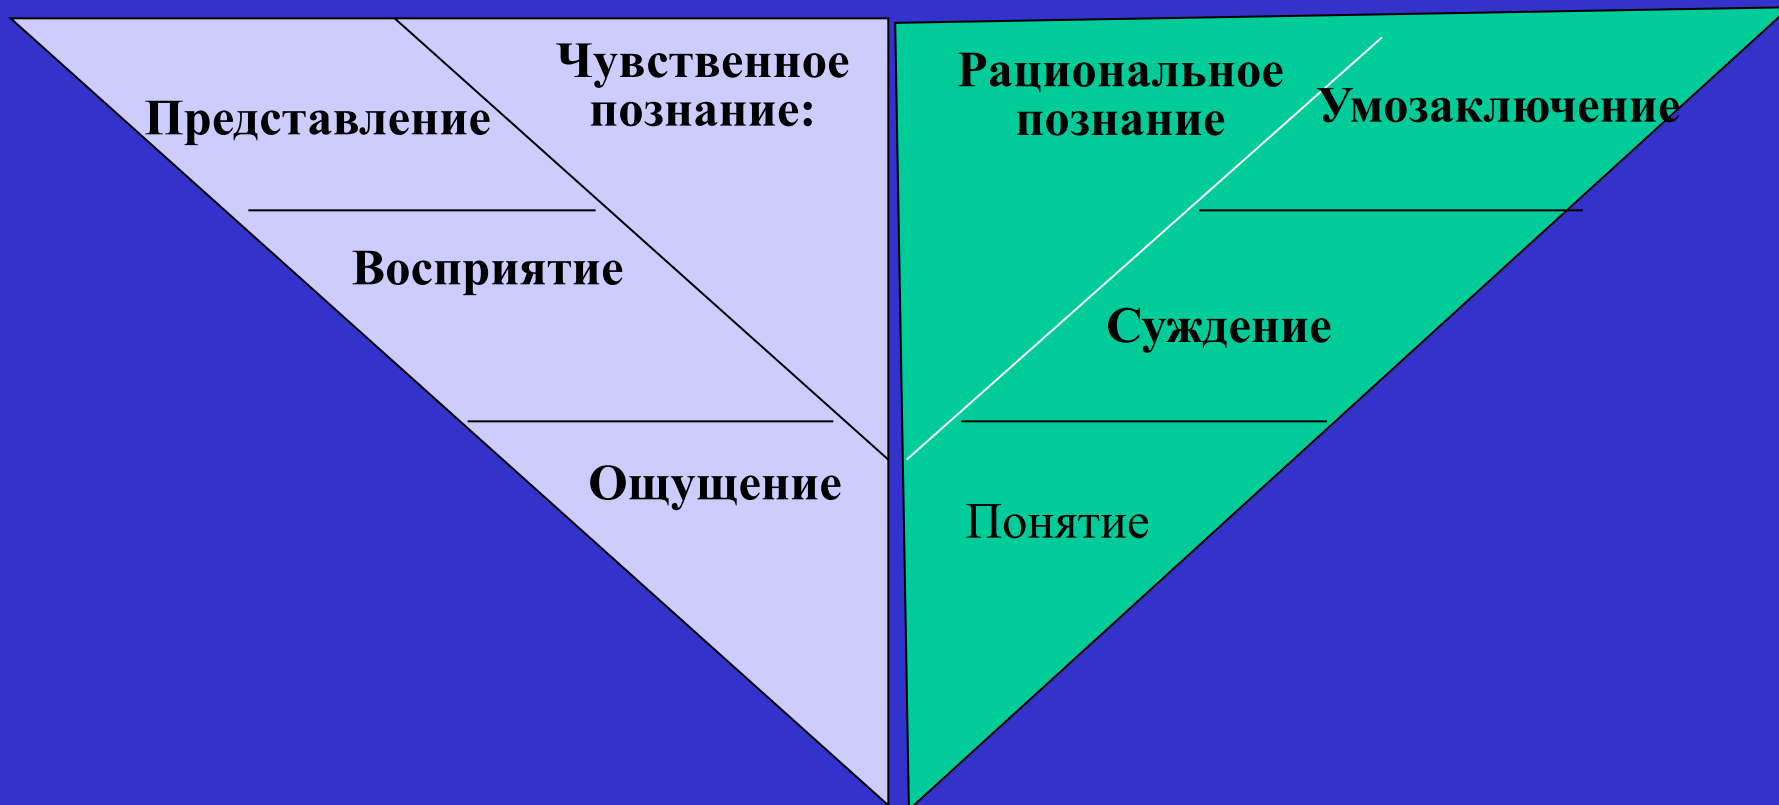 Чувственное
познание:
Представление
Восприятие
Ощущение
Рациональное
познание
Умозаключение
Суждение
Понятие